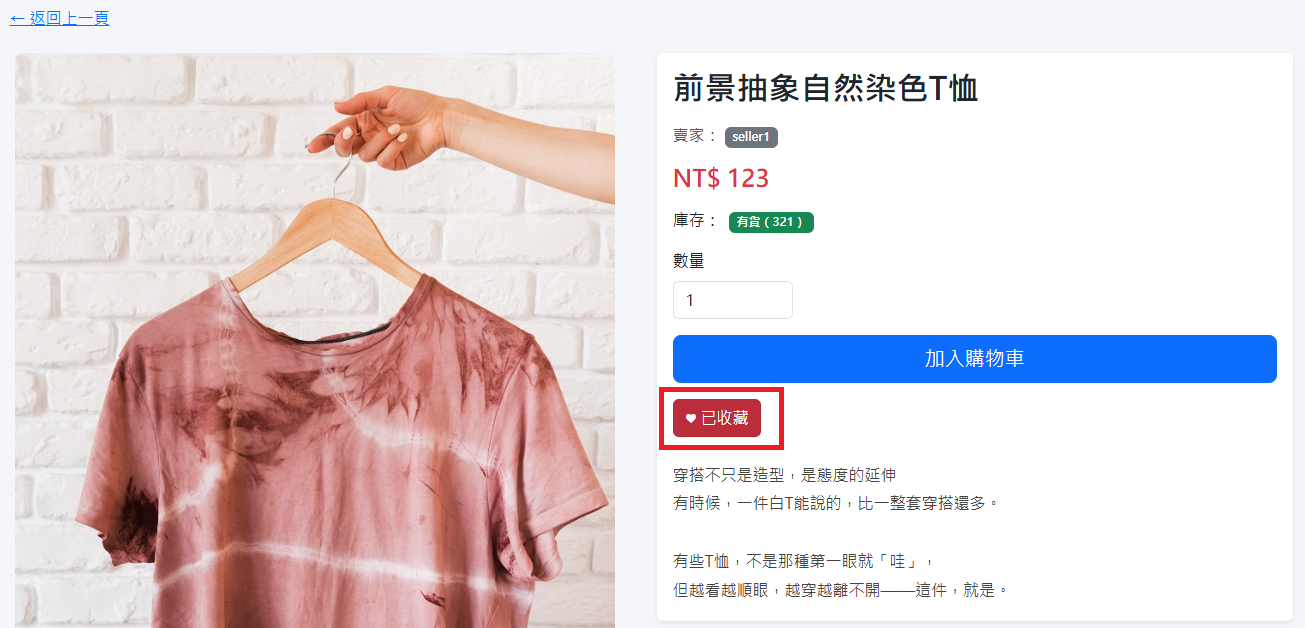 ← 返回上一頁
前景抽象自然染色T恤
賣家： seller1
NT$ 123
庫存： 有貨 ( 321 )
數量
1
加入購物車
♥ 已收藏
穿搭不只是造型，是態度的延伸
有時候，一件白T能說的，比一整套穿搭還多。
有些T恤，不是那種第一眼就「哇」，
但越看越順眼，越穿越離不開——這件，就是。